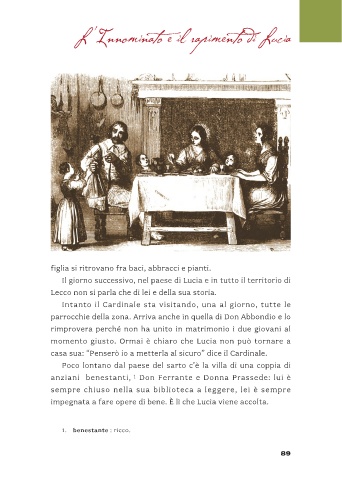 L'Innominato e il rapimento di Lucia
figlia si ritrovano fra baci, abbracci e pianti.
Il giorno successivo, nel paese di Lucia e in tutto il territorio di
Lecco non si parla che di lei e della sua storia.
Intanto il Cardinale sta visitando, una al giorno, tutte le
parrocchie della zona. Arriva anche in quella di Don Abbondio e lo
rimprovera perché non ha unito in matrimonio i due giovani al
momento giusto. Ormai è chiaro che Lucia non può tornare a
casa sua: “Penserò io a metterla al sicuro” dice il Cardinale.
Poco lontano dal paese del sarto c'è la villa di una coppia di
anziani benestanti, 1 Don Ferrante e Donna Prassede: lui è
sempre chiuso nella sua biblioteca a leggere, lei è sempre
impegnata a fare opere di bene. È lì che Lucia viene accolta.
1. benestante : ricco.
89